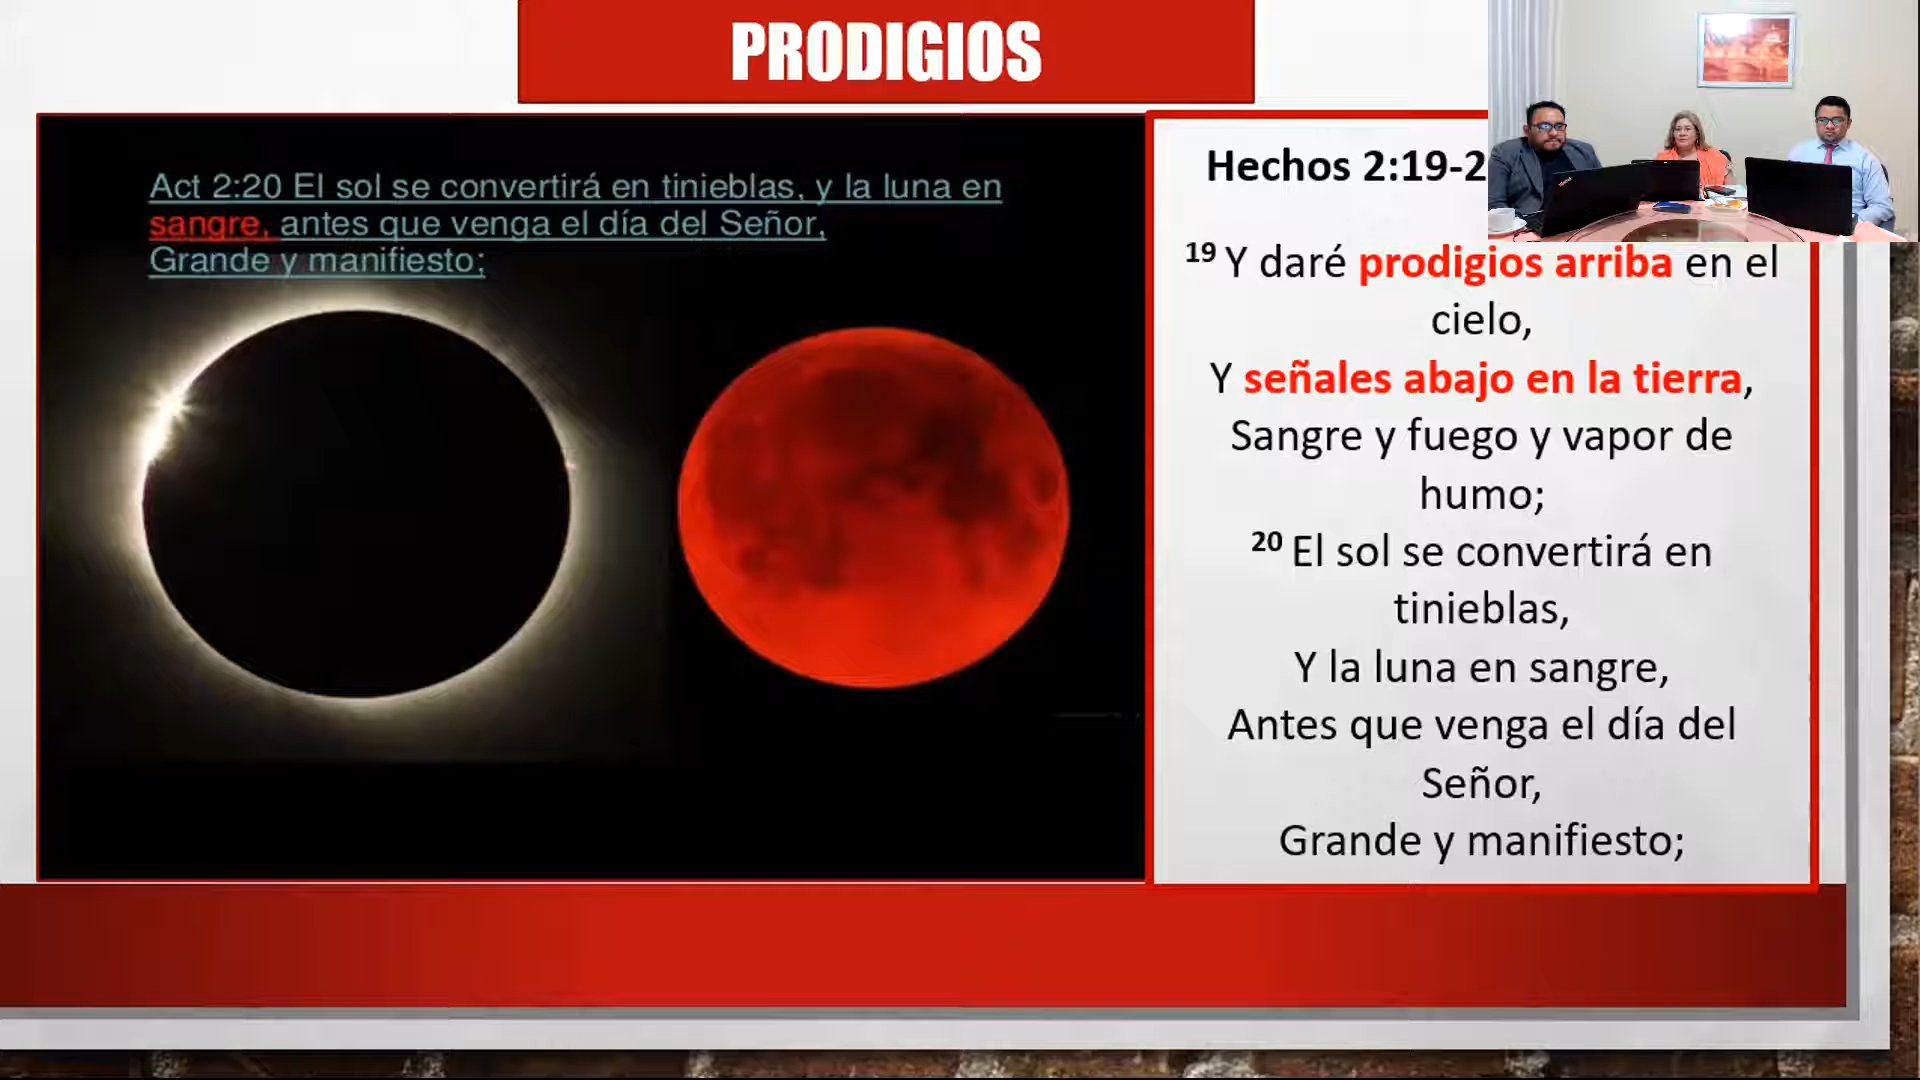 PRODIGIOS
Act 2:20 El sol se convertirá en tinieblas, y la luna en
sangre, antes que venga el día del Señor,
Grande y manifiesto;
Hechos 2:19-2
19 Y daré prodigios arriba en el
cielo,
Y señales abajo en la tierra,
Sangre y fuego y vapor de
humo;
20 El sol se convertirá en
tinieblas,
Y la luna en sangre,
Antes que venga el día del
Señor,
Grande y manifiesto;